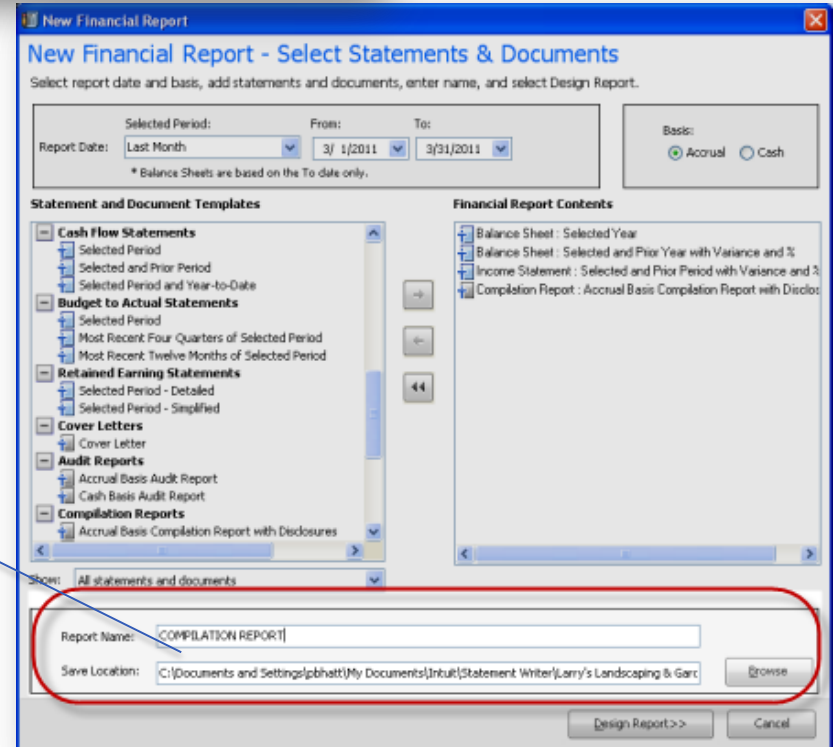 New Financial Report
New Financial Report - Select Statements & Documents
Select report date and basis, add statements and documents, enter name, and select Design Report.
Selected Period: From: To:
Report Date: Last Month 3/ 1/2011 3/31/2011
* Balance Sheets are based on the To date only.
Basis:
Accrual Cash
Statement and Document Templates
Cash Flow Statements
Selected Period
Selected and Prior Period
Selected Period and Year-to-Date
Budget to Actual Statements
Selected Period
Most Recent Four Quarters of Selected Period
Most Recent Twelve Months of Selected Period
Retained Earning Statements
Selected Period - Detailed
Selected Period - Simplified
Cover Letters
Cover Letter
Audit Reports
Accrual Basis Audit Report
Cash Basis Audit Report
Compilation Reports
Accrual Basis Compilation Report with Disclosures
Financial Report Contents
Balance Sheet : Selected Year
Balance Sheet : Selected and Prior Year with Variance and %
Income Statement : Selected and Prior Period with Variance and %
Compilation Report : Accrual Basis Compilation Report with Disclos
Show: All statements and documents
Report Name: COMPILATION REPORT
Save Location: C:\Documents and Settings\pbhatt\My Documents\Intuit\Statement Writer\Larry's Landscaping & Garc
Browse
Design Report>> Cancel